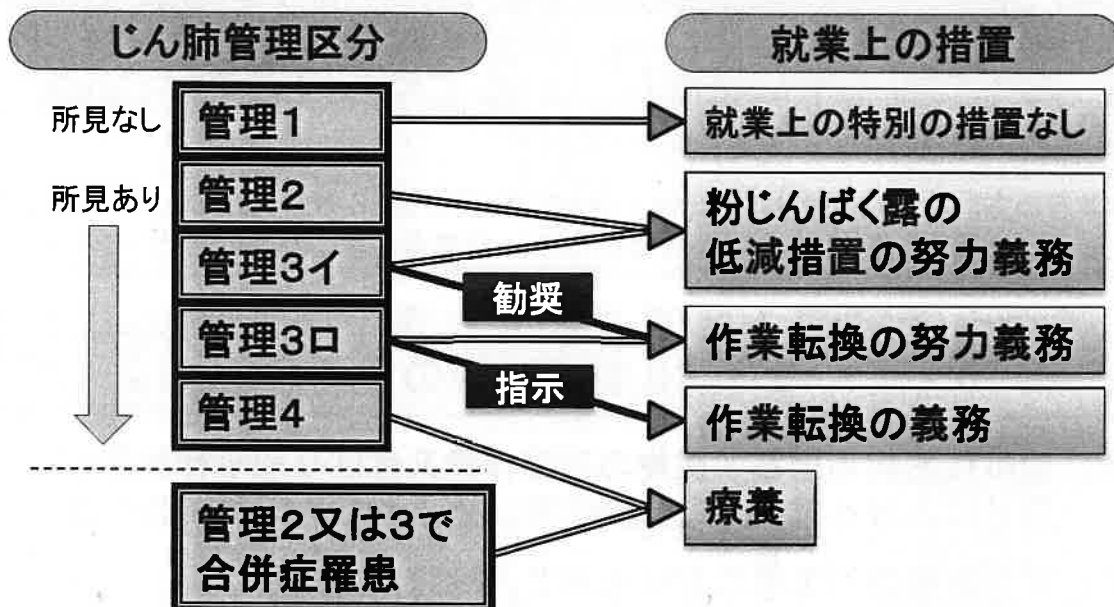 じん肺管理区分
就業上の措置
所見なし
管理1
就業上の特別の措置なし
所見あり
管理2
粉じんばく露の
低減措置の努力義務
管理3イ
勧奨
管理3ロ
作業転換の努力義務
指示
管理4
作業転換の義務
管理2又は3で
合併症罹患
療養